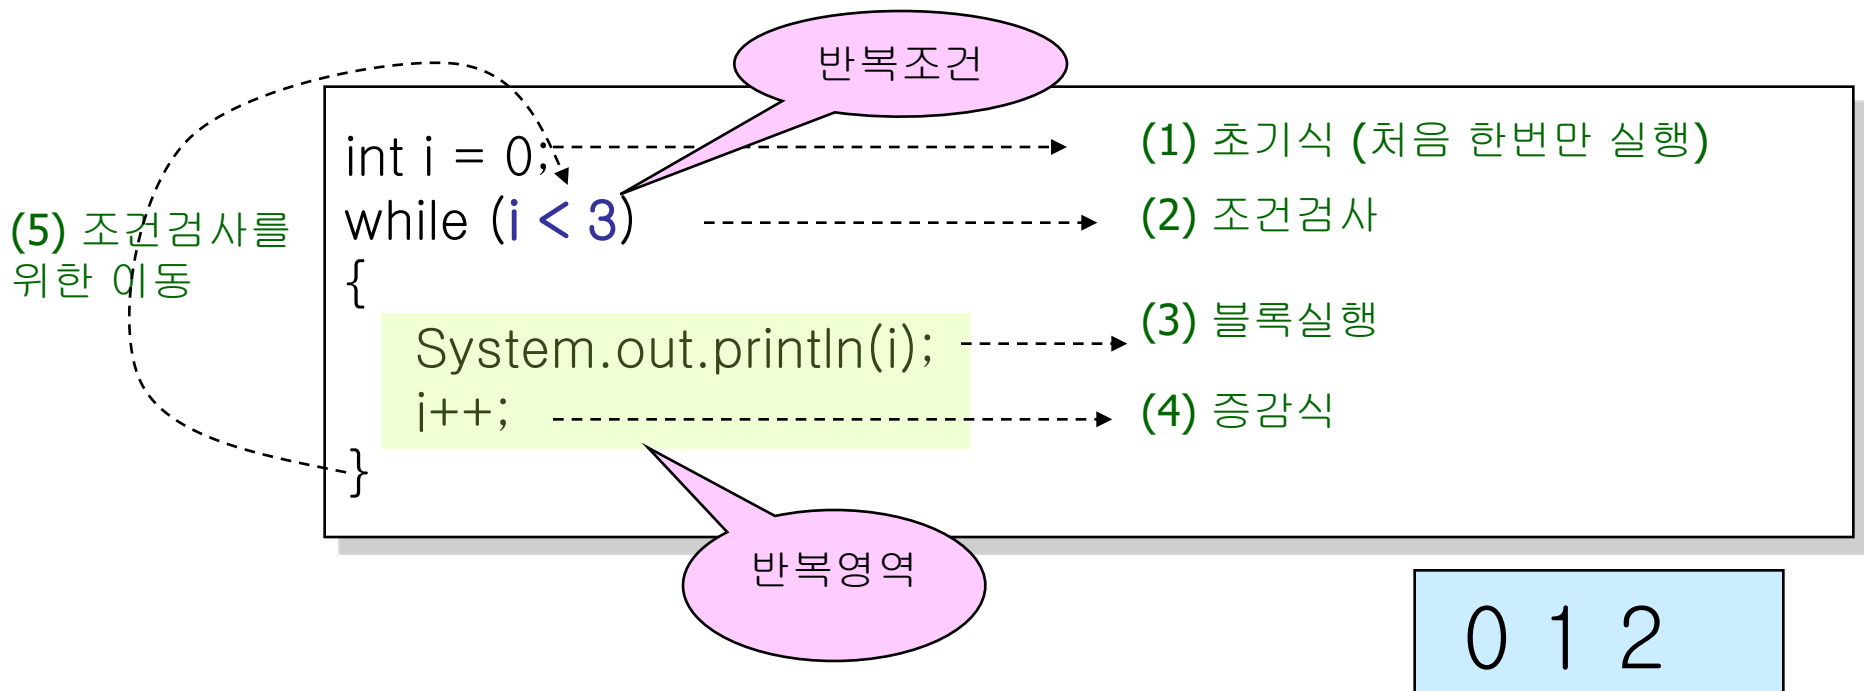 반복조건
int i = 0;
(1) 초기식 (처음 한번만 실행)
while (i < 3)
(2) 조건검사
(5) 조건검사를
위한 이동
{
System.out.println(i);
(3) 블록실행
i++;
(4) 증감식
}
반복영역
0 1 2